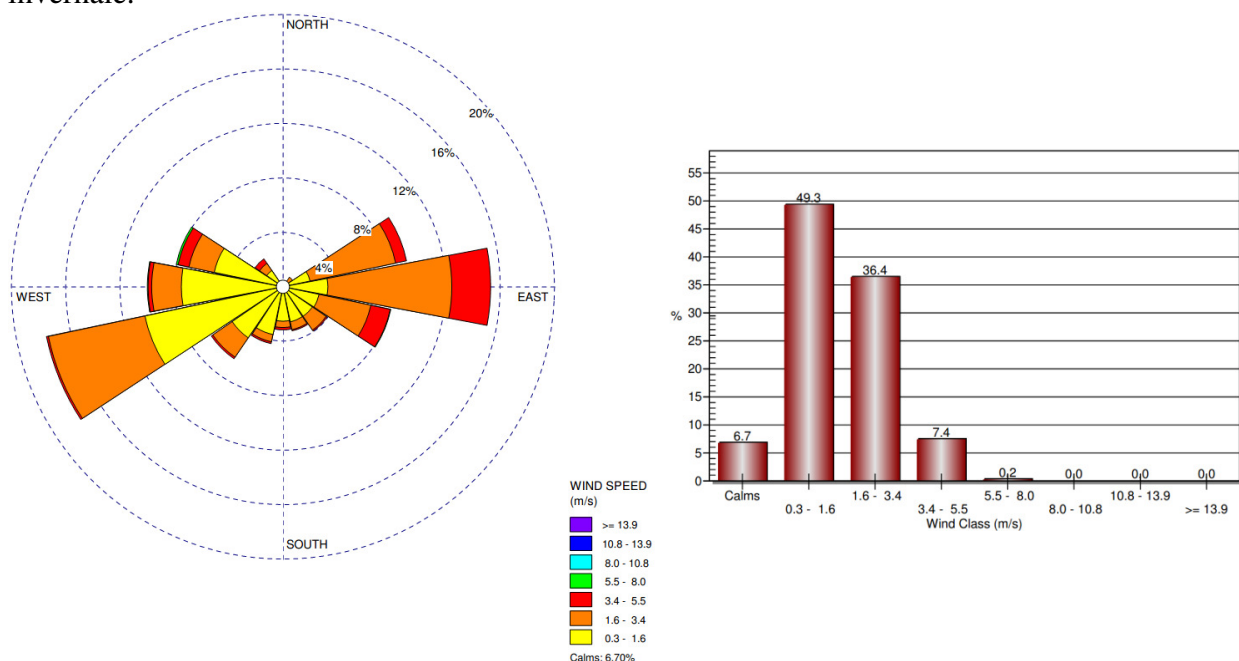 invernale.
NORTH
20%
16%
12%
8%
4%
WEST
EAST
SOUTH
WIND SPEED
(m/s)
>= 13.9
10.8 - 13.9
8.0 - 10.8
5.5 - 8.0
3.4 - 5.5
1.6 - 3.4
0.3 - 1.6
Calms: 6.70%
55
50
45
40
35
30
25
20
15
10
5
0
%
6.7
49.3
36.4
7.4
0.2
0.0
0.0
0.0
Calms
0.3 - 1.6
1.6 - 3.4
3.4 - 5.5
5.5 - 8.0
8.0 - 10.8
10.8 - 13.9
>= 13.9
Wind Class (m/s)